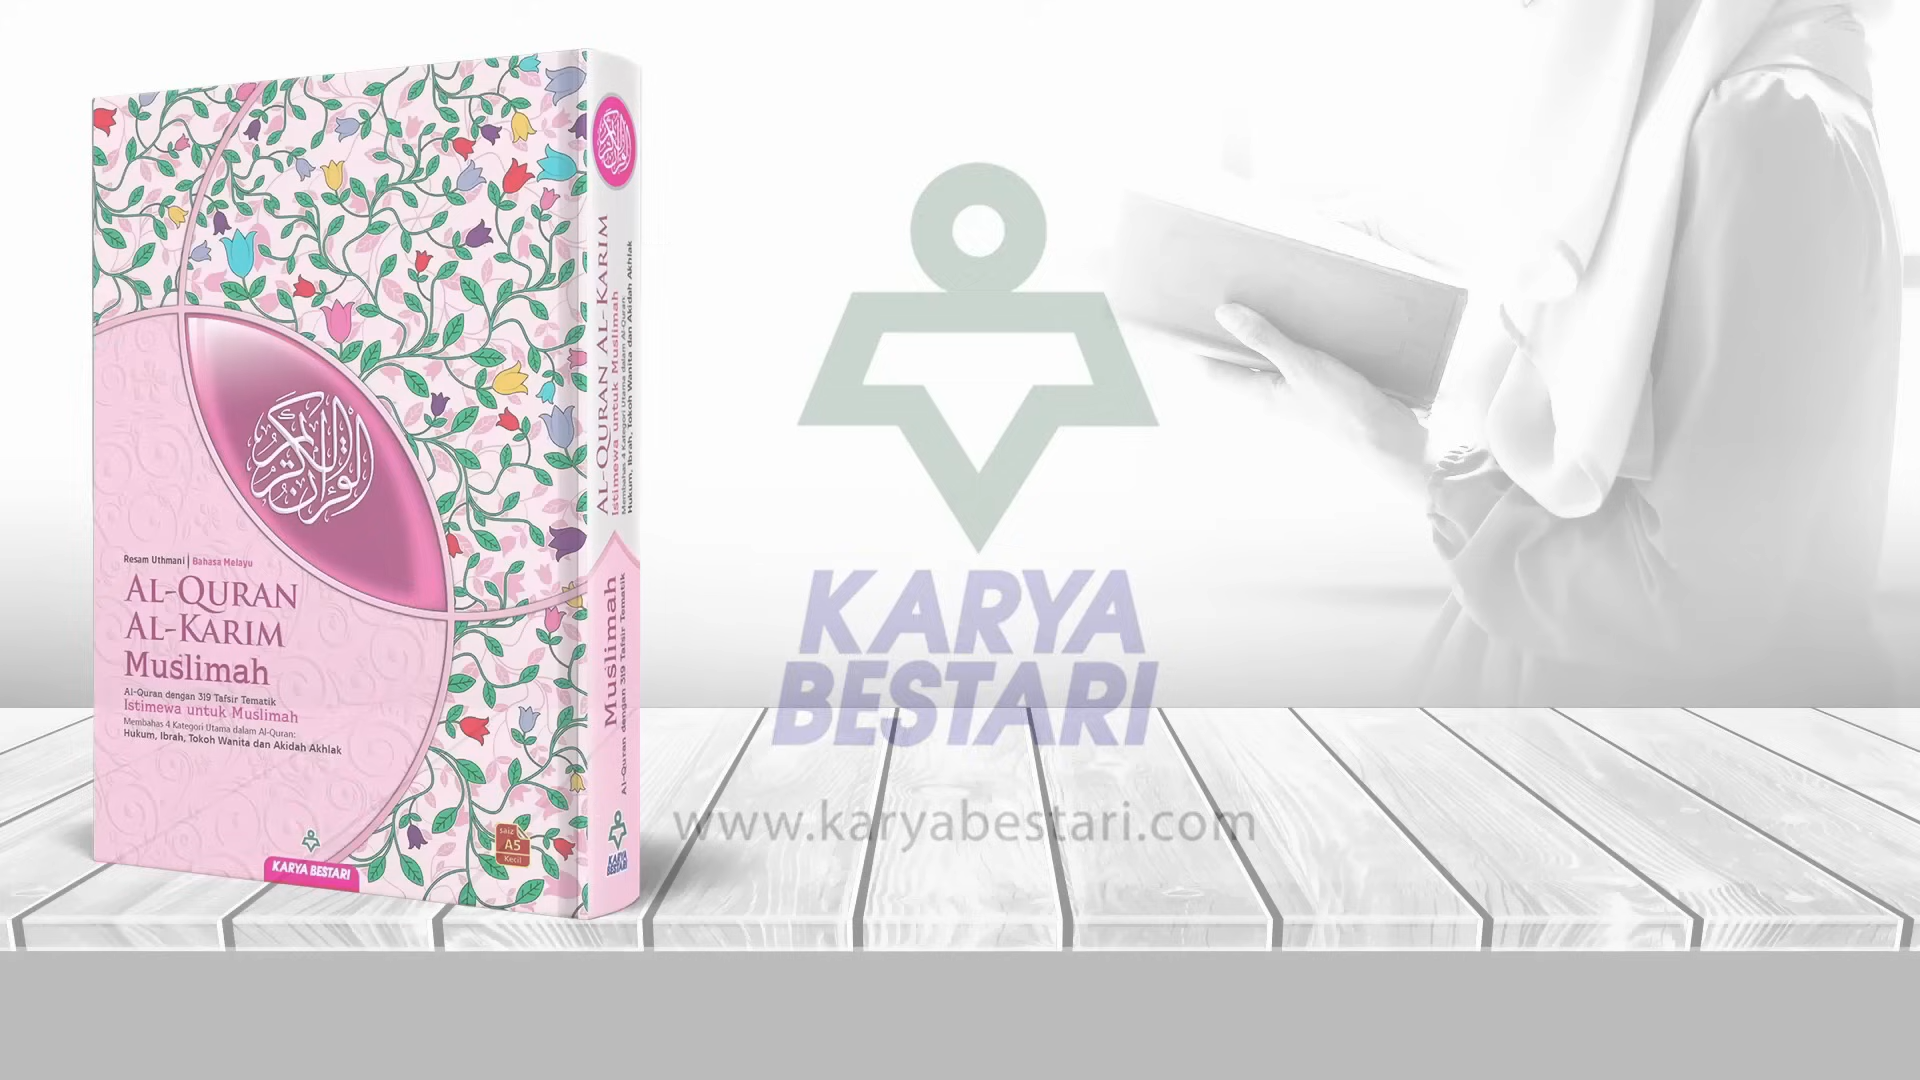 Resam Uthmani | Bahasa Melayu
AL-QURAN
AL-KARIM
Muslimah
Al-Quran dengan 319 Tafsir Tematik
Istimewa untuk Muslimah
Membahas 4 Kategori Utama dalam Al-Quran:
Hukum, Ibrah, Tokoh Wanita dan Akidah Akhlak
KARYA BESTARI
saiz
A5
Kecil
القرآن الكريم
AL-QURAN AL-KARIM
Istimewa untuk Muslimah
Membahas 4 Kategori Utama dalam Al-Quran:
Hukum, Ibrah, Tokoh Wanita dan Akidah Akhlak
Muslimah
Al-Quran dengan 319 Tafsir Tematik
KARYA
BESTARI
KARYA
BESTARI
www.karyabestari.com